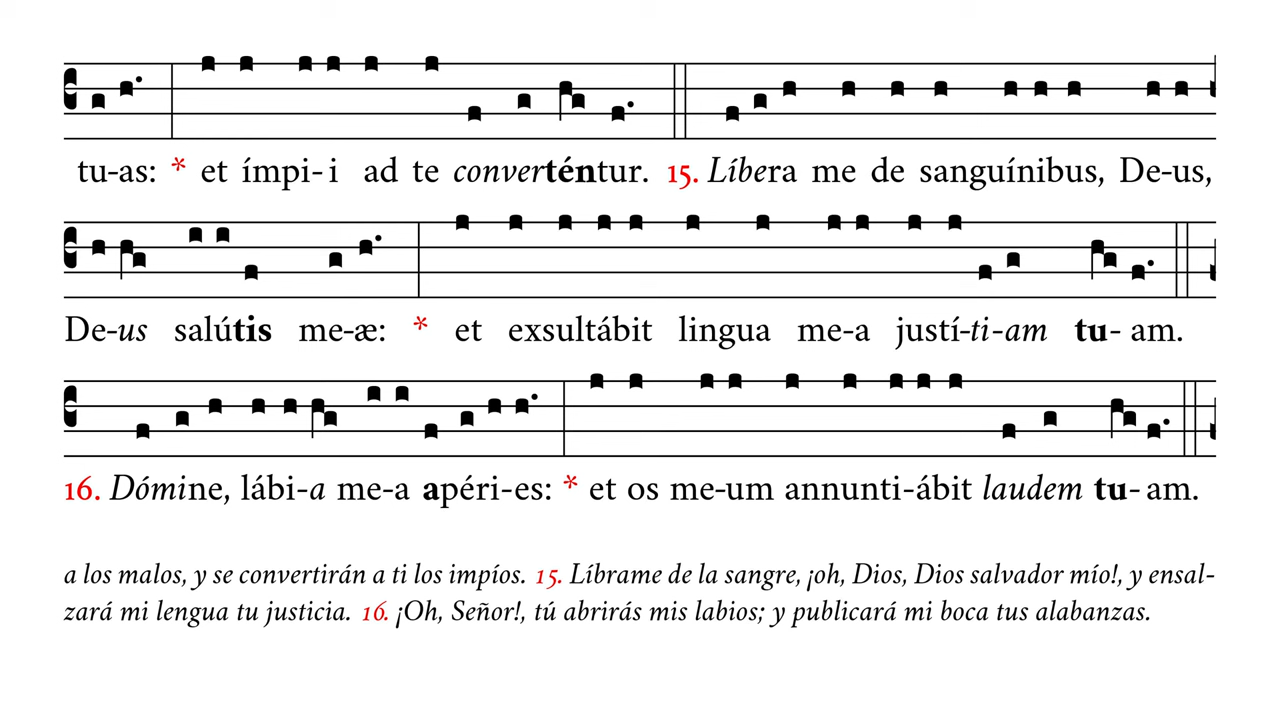 tu-as: * et ímpi-i ad te converténtur. 15. Líbera me de sanguínibus, De-us,
De-us salútis me-æ: * et exsultábit lingua me-a justí-ti-am tu-am.
16. Dómine, lábi-a me-a apéri-es: * et os me-um annunti-ábit laudem tu-am.
a los malos, y se convertirán a ti los impíos. 15. Líbrame de la sangre, ¡oh, Dios, Dios salvador mío!, y ensal-
zará mi lengua tu justicia. 16. ¡Oh, Señor!, tú abrirás mis labios; y publicará mi boca tus alabanzas.